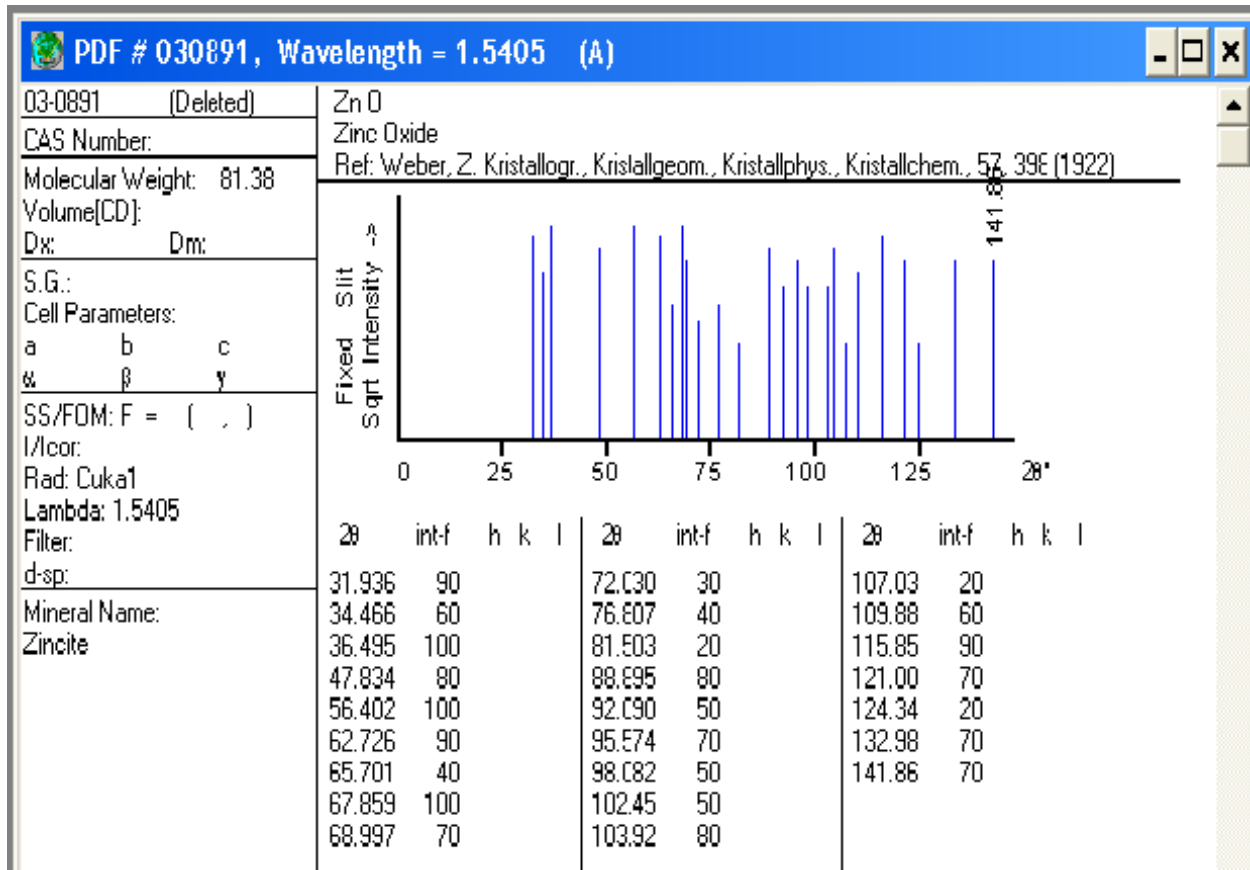 PDF # 030891, Wavelength = 1.5405 (A)
03-0891 (Deleted)
CAS Number:
Molecular Weight: 81.38
Volume[CD]:
Dx: Dm:
S.G.:
Cell Parameters:
a b c
α β γ
SS/FOM: F = ( , )
I/Icor:
Rad: Cuka1
Lambda: 1.5405
Filter:
d-sp:
Mineral Name:
Zincite
Zn O
Zinc Oxide
Ref: Weber, Z. Kristallogr., Kristallgeom., Kristallphys., Kristallchem., 57, 398 (1922)
Fixed Slit
Sqrt Intensity ->
141.86
0 25 50 75 100 125 2θ°
2θ int-f h k l 2θ int-f h k l 2θ int-f h k l
31.936 90 72.030 30 107.03 20
34.466 60 76.807 40 109.88 60
36.495 100 81.503 20 115.85 90
47.834 80 88.895 80 121.00 70
56.402 100 92.090 50 124.34 20
62.726 90 95.574 70 132.98 70
65.701 40 98.082 50 141.86 70
67.859 100 102.45 50
68.997 70 103.92 80